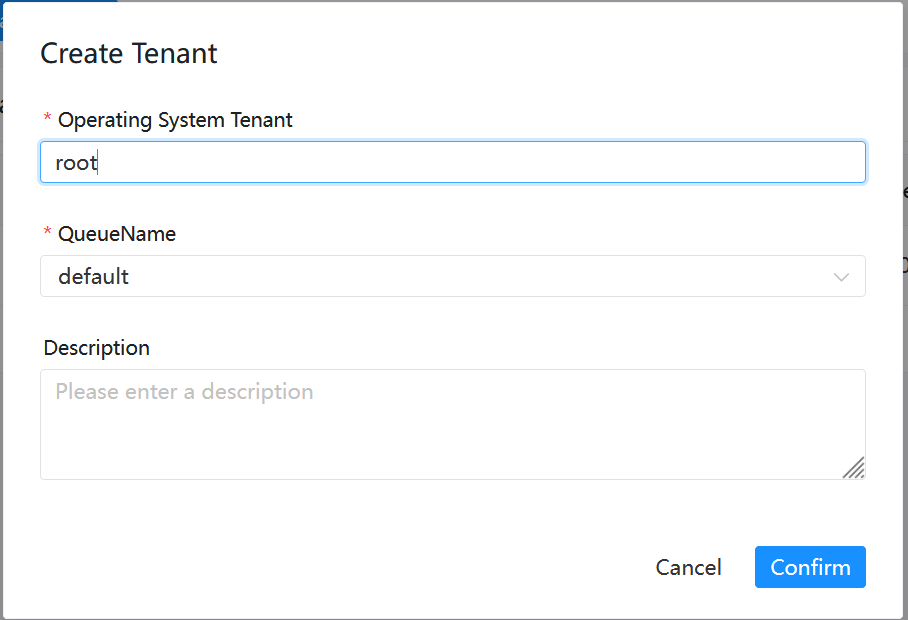 Create Tenant
* Operating System Tenant
root
* QueueName
default
Description
Please enter a description
Cancel Confirm